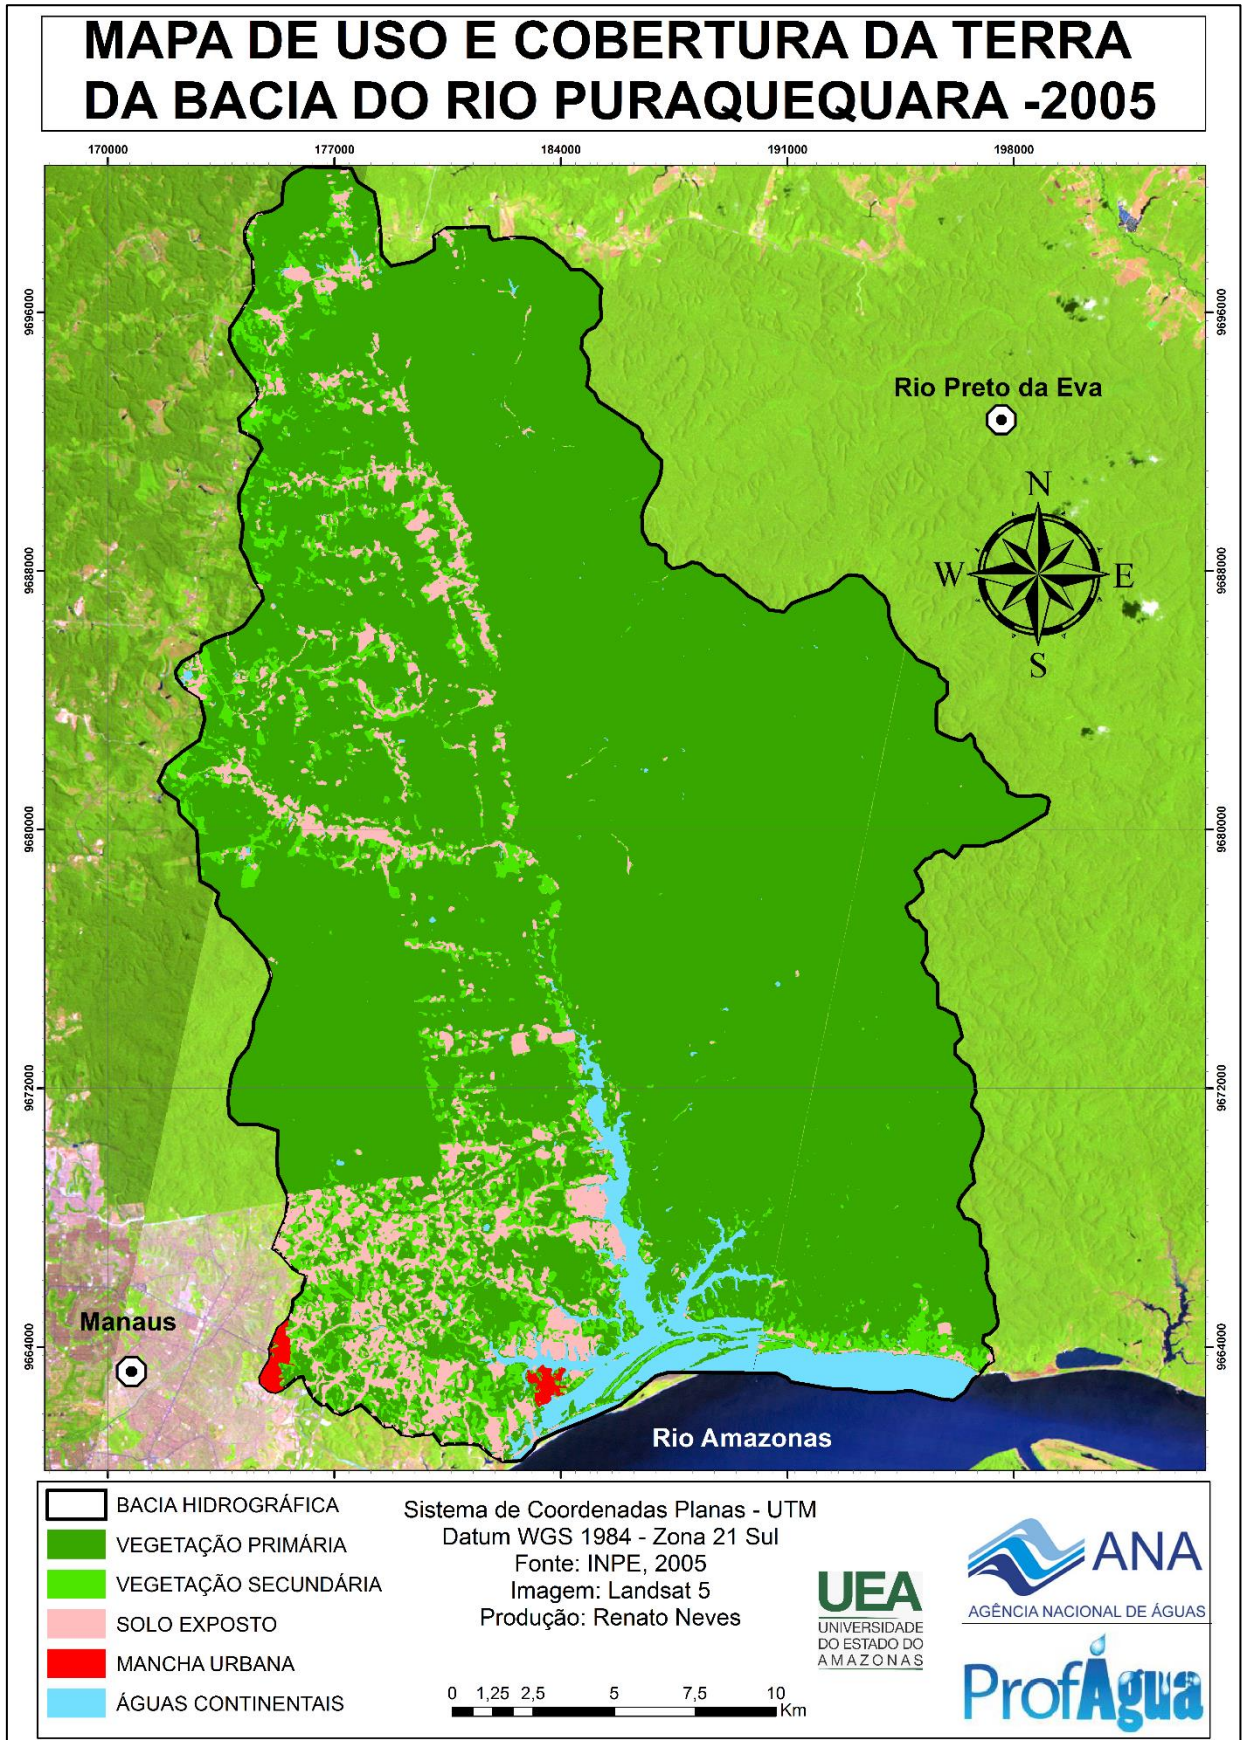 MAPA DE USO E COBERTURA DA TERRA
DA BACIA DO RIO PURAQUEQUARA -2005
170000 177000 184000 191000 198000
9696000 9696000
Rio Preto da Eva
N
9688000 W E 9688000
S
9680000 9680000
9672000 9672000
Manaus
9664000 9664000
Rio Amazonas
BACIA HIDROGRÁFICA
VEGETAÇÃO PRIMÁRIA
VEGETAÇÃO SECUNDÁRIA
SOLO EXPOSTO
MANCHA URBANA
ÁGUAS CONTINENTAIS
Sistema de Coordenadas Planas - UTM
Datum WGS 1984 - Zona 21 Sul
Fonte: INPE, 2005
Imagem: Landsat 5
Produção: Renato Neves
0 1,25 2,5 5 7,5 10
Km
UEA
UNIVERSIDADE
DO ESTADO DO
AMAZONAS
ANA
AGÊNCIA NACIONAL DE ÁGUAS
ProfÁgua